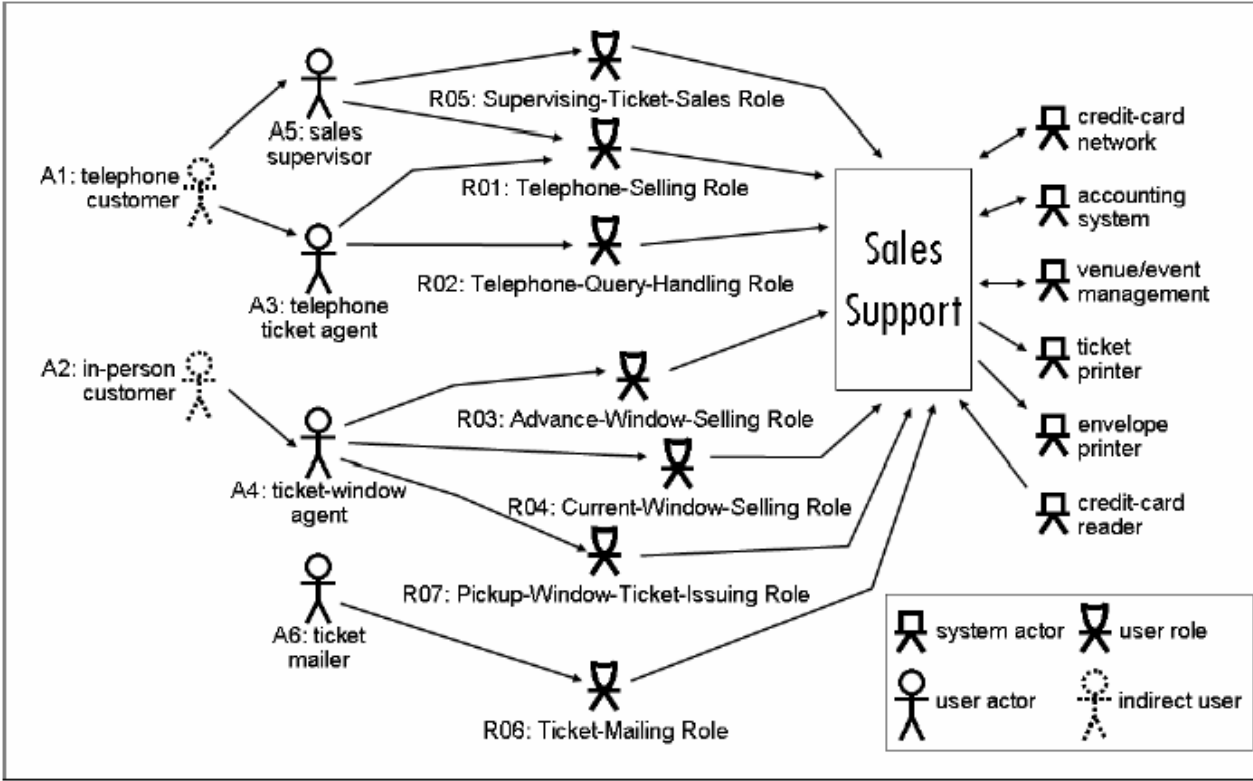 R05: Supervising-Ticket-Sales Role
A5: sales
supervisor
A1: telephone
customer
R01: Telephone-Selling Role
R02: Telephone-Query-Handling Role
A3: telephone
ticket agent
A2: in-person
customer
R03: Advance-Window-Selling Role
A4: ticket-window
agent
R04: Current-Window-Selling Role
R07: Pickup-Window-Ticket-Issuing Role
A6: ticket
mailer
R06: Ticket-Mailing Role
Sales
Support
credit-card
network
accounting
system
venue/event
management
ticket
printer
envelope
printer
credit-card
reader
system actor
user role
user actor
indirect user